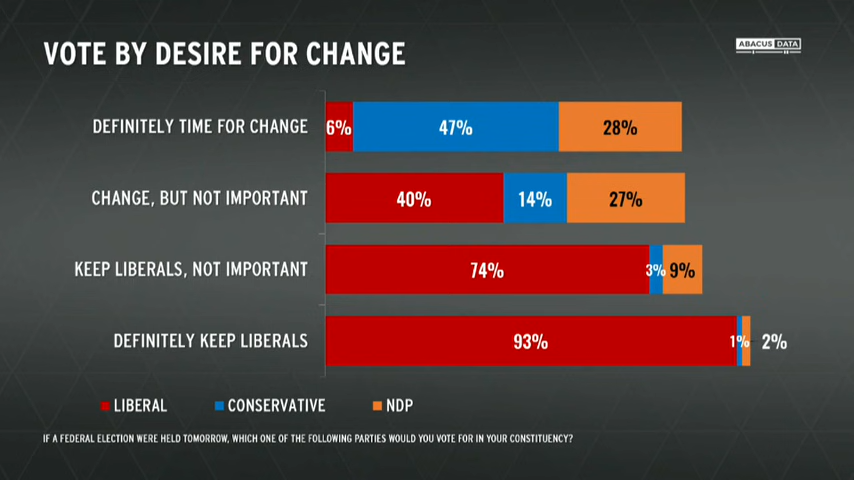 VOTE BY DESIRE FOR CHANGE
ABACUS DATA
DEFINITELY TIME FOR CHANGE 6% 47% 28%
CHANGE, BUT NOT IMPORTANT 40% 14% 27%
KEEP LIBERALS, NOT IMPORTANT 74% 3% 9%
DEFINITELY KEEP LIBERALS 93% 1% 2%
LIBERAL CONSERVATIVE NDP
IF A FEDERAL ELECTION WERE HELD TOMORROW, WHICH ONE OF THE FOLLOWING PARTIES WOULD YOU VOTE FOR IN YOUR CONSTITUENCY?